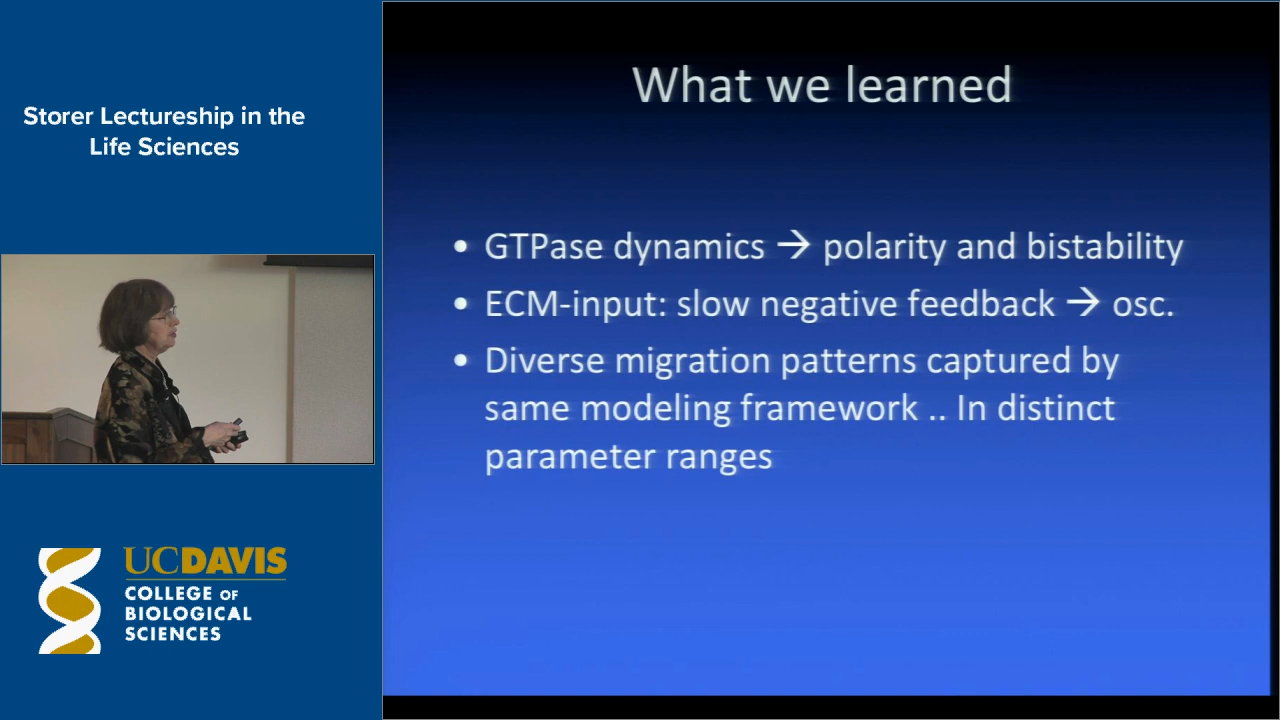 Storer Lectureship in the
Life Sciences
UCDAVIS
COLLEGE OF
BIOLOGICAL
SCIENCES
What we learned
• GTPase dynamics → polarity and bistability
• ECM-input: slow negative feedback → osc.
• Diverse migration patterns captured by
same modeling framework .. In distinct
parameter ranges